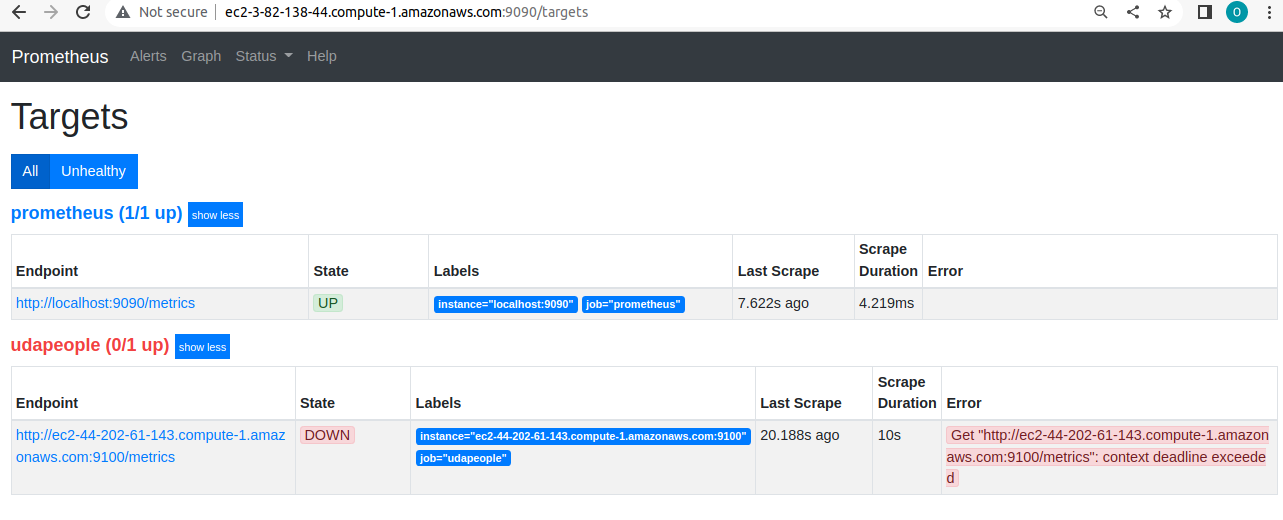 Not secure | ec2-3-82-138-44.compute-1.amazonaws.com:9090/targets
O
Prometheus Alerts Graph Status Help
Targets
All Unhealthy
prometheus (1/1 up) show less
Endpoint State Labels Last Scrape Scrape Duration Error
http://localhost:9090/metrics UP instance="localhost:9090" job="prometheus" 7.622s ago 4.219ms
udapeople (0/1 up) show less
Endpoint State Labels Last Scrape Scrape Duration Error
http://ec2-44-202-61-143.compute-1.amaz DOWN instance="ec2-44-202-61-143.compute-1.amazonaws.com:9100" 20.188s ago 10s Get "http://ec2-44-202-61-143.compute-1.amazon
onaws.com:9100/metrics job="udapeople" aws.com:9100/metrics": context deadline exceede
d